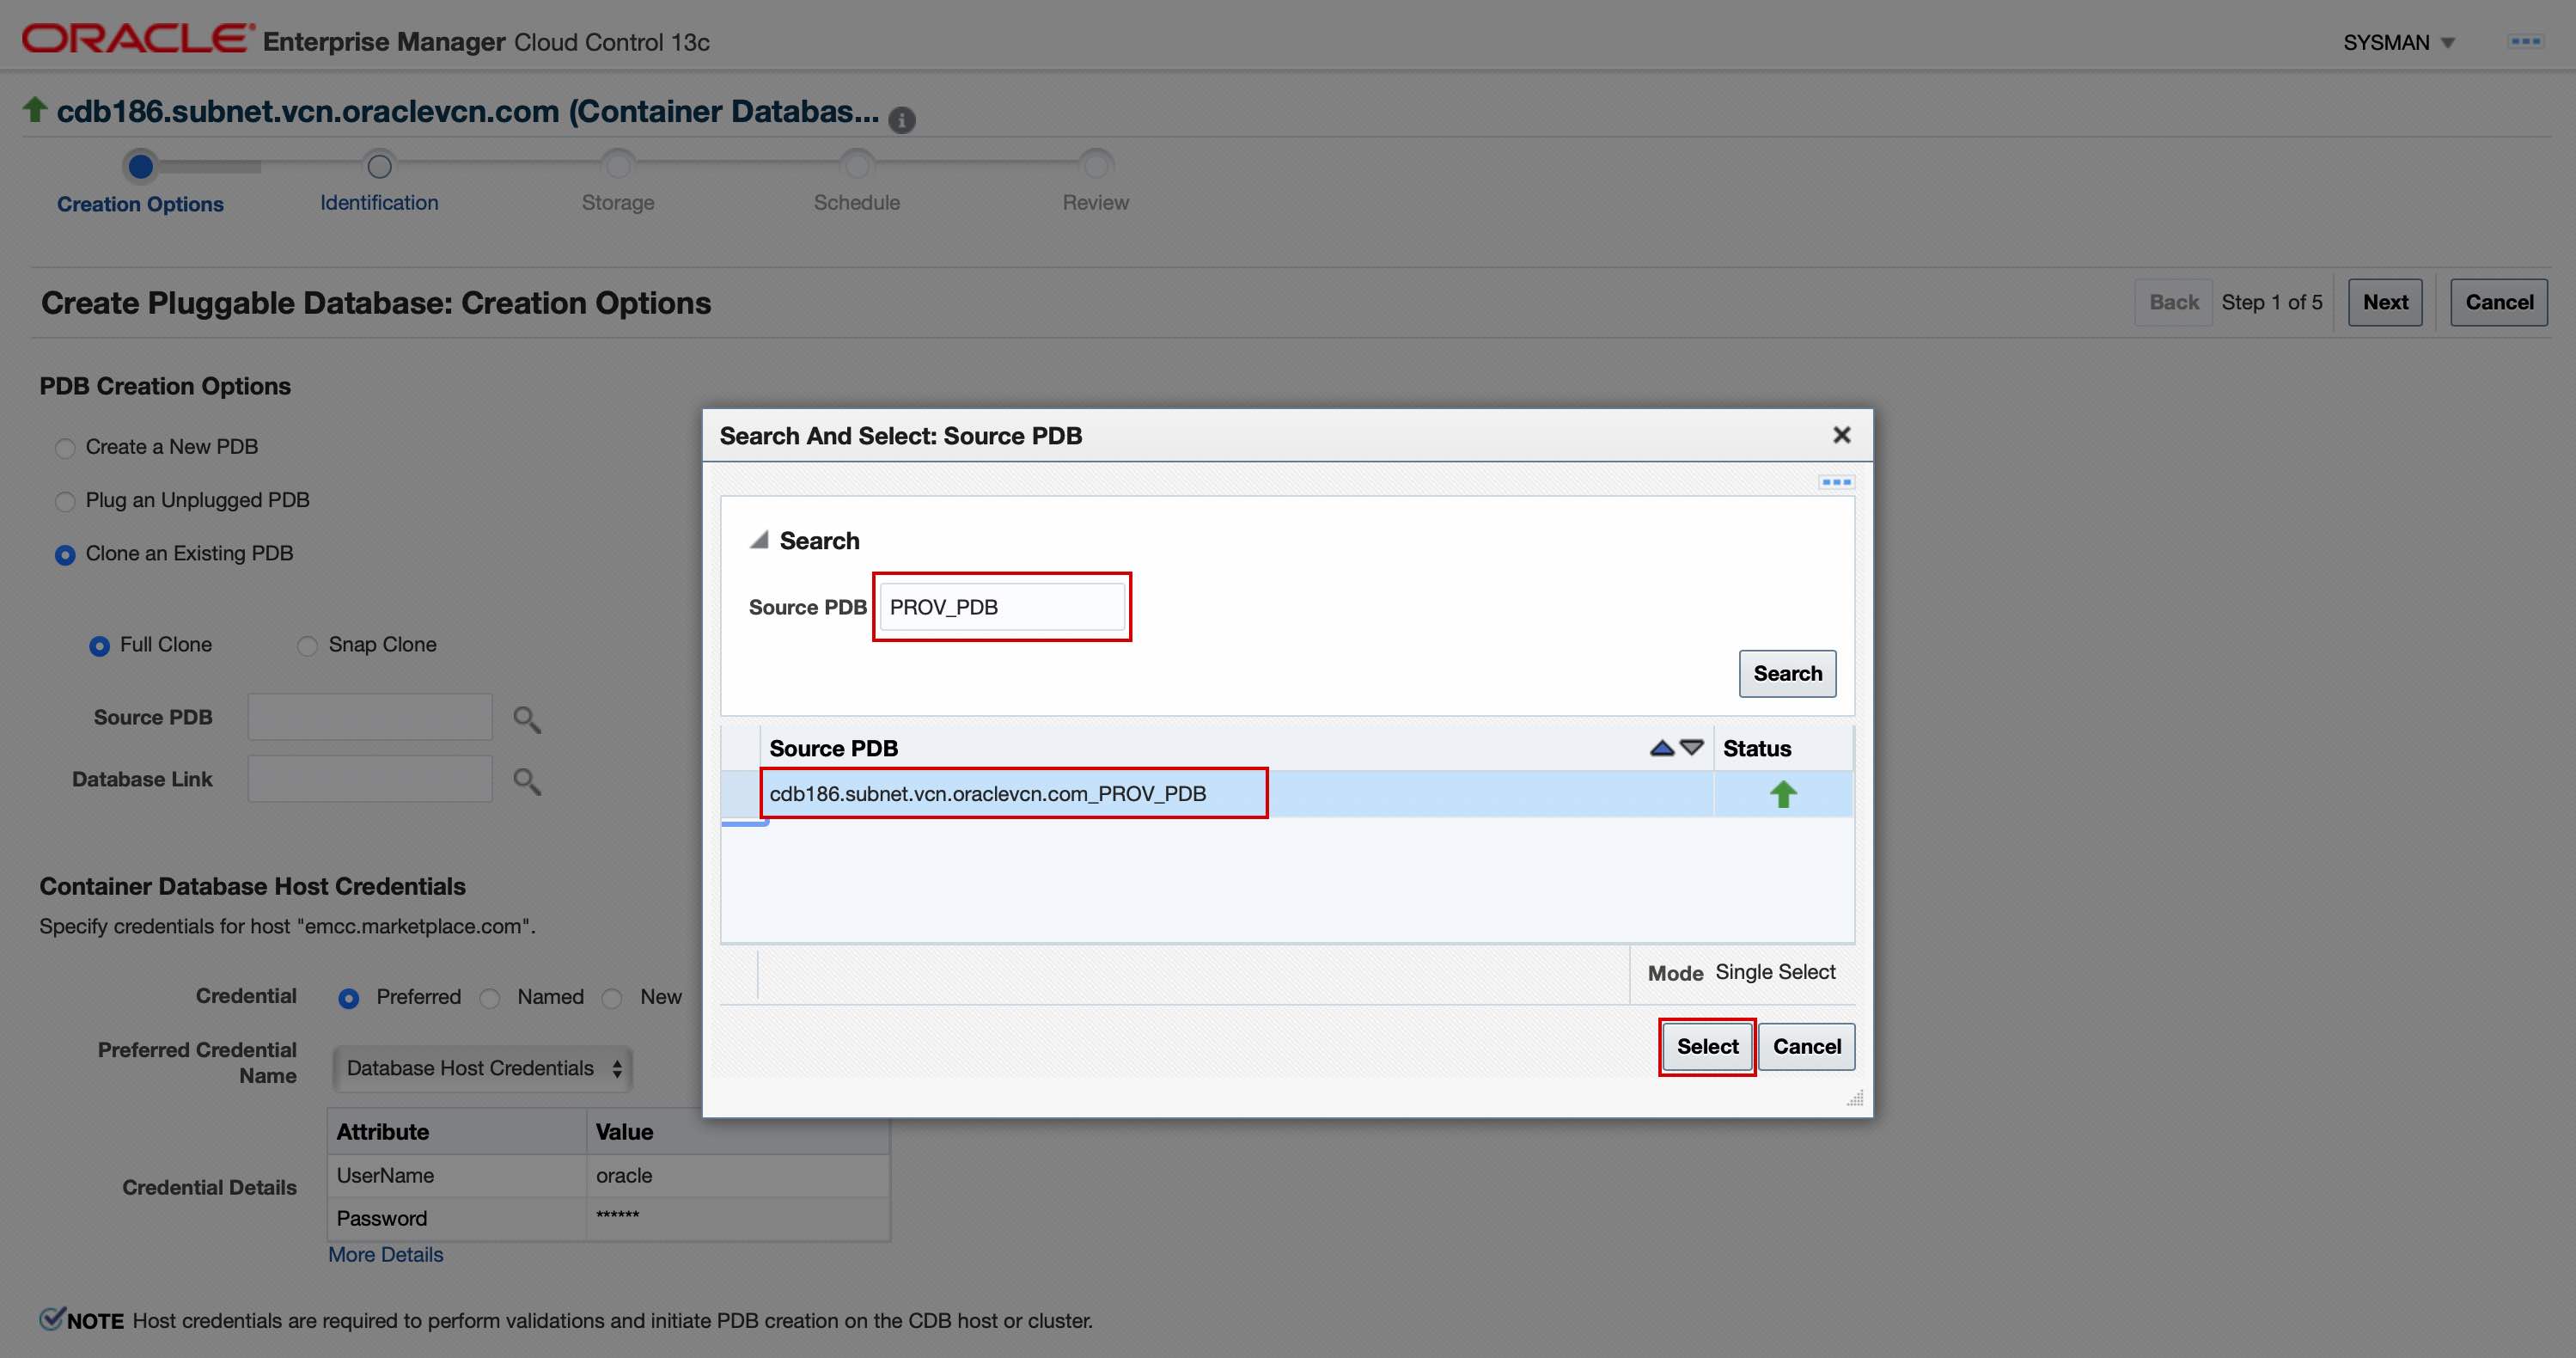 ORACLE Enterprise Manager Cloud Control 13c
SYSMAN
cdb186.subnet.vcn.oraclevcn.com (Container Databas...
Creation Options
Identification
Storage
Schedule
Review
Create Pluggable Database: Creation Options
Back Step 1 of 5 Next Cancel
PDB Creation Options
Create a New PDB
Plug an Unplugged PDB
Clone an Existing PDB
Full Clone Snap Clone
Source PDB
Database Link
Container Database Host Credentials
Specify credentials for host "emcc.marketplace.com".
Credential Preferred Named New
Preferred Credential
Name
Database Host Credentials
Attribute Value
Credential Details
UserName oracle
Password ******
More Details
NOTE Host credentials are required to perform validations and initiate PDB creation on the CDB host or cluster.
Search And Select: Source PDB
Search
Source PDB PROV_PDB
Search
Source PDB Status
cdb186.subnet.vcn.oraclevcn.com_PROV_PDB
Mode Single Select
Select Cancel